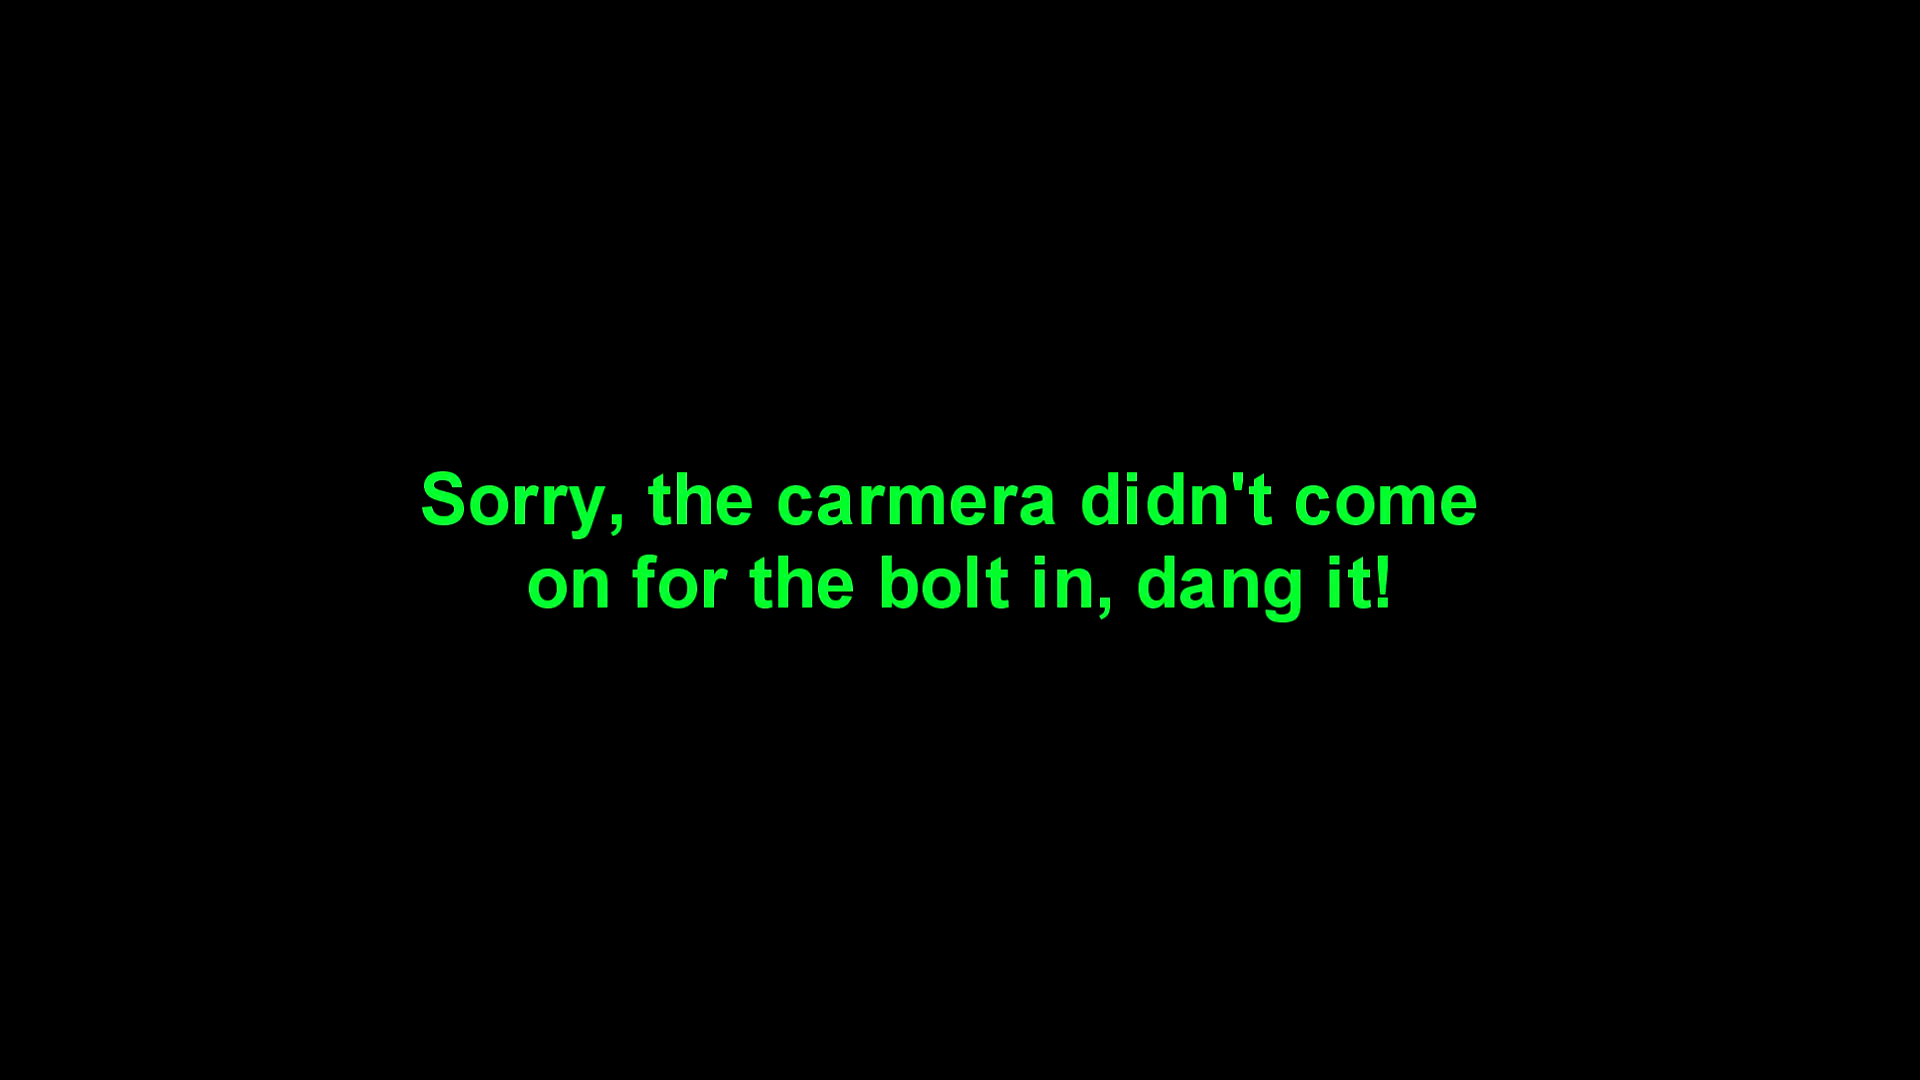 Sorry, the carmera didn't come
on for the bolt in, dang it!